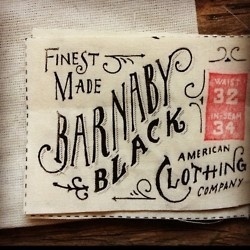 FINEST
MADE
BARNABY
& BLACK
AMERICAN
CLOTHING
COMPANY
WAIST
32
IN-SEAM
34